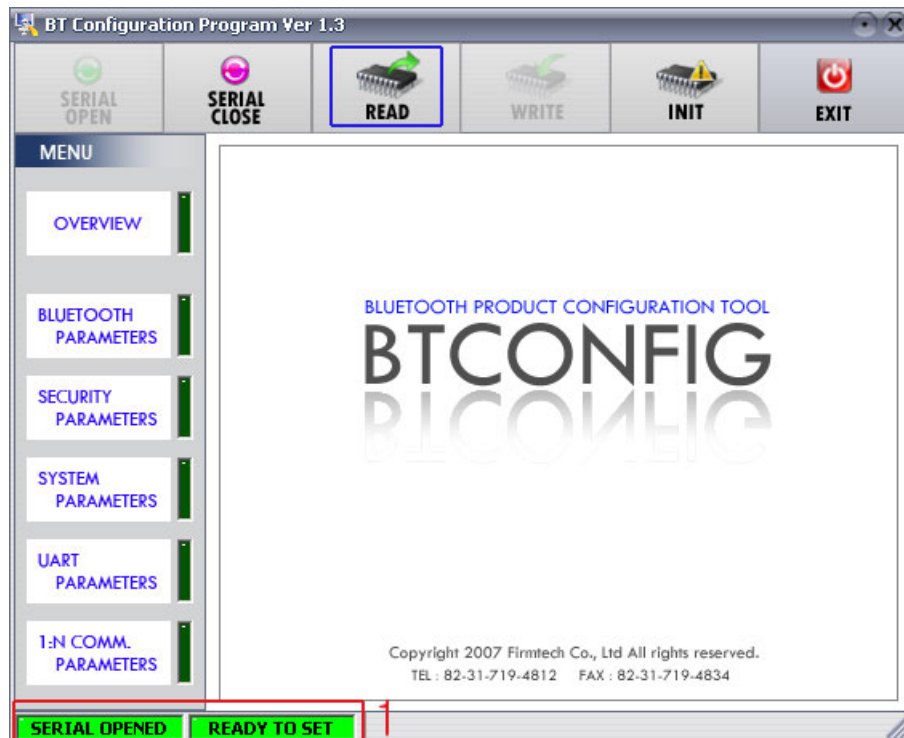 BT Configuration Program Ver 1.3
SERIAL
OPEN
SERIAL
CLOSE
READ
WRITE
INIT
EXIT
MENU
OVERVIEW
BLUETOOTH
PARAMETERS
SECURITY
PARAMETERS
SYSTEM
PARAMETERS
UART
PARAMETERS
1:N COMM.
PARAMETERS
BLUETOOTH PRODUCT CONFIGURATION TOOL
BTCONFIG
Copyright 2007 Firmtech Co., Ltd All rights reserved.
TEL : 82-31-719-4812 FAX : 82-31-719-4834
SERIAL OPENED READY TO SET
1